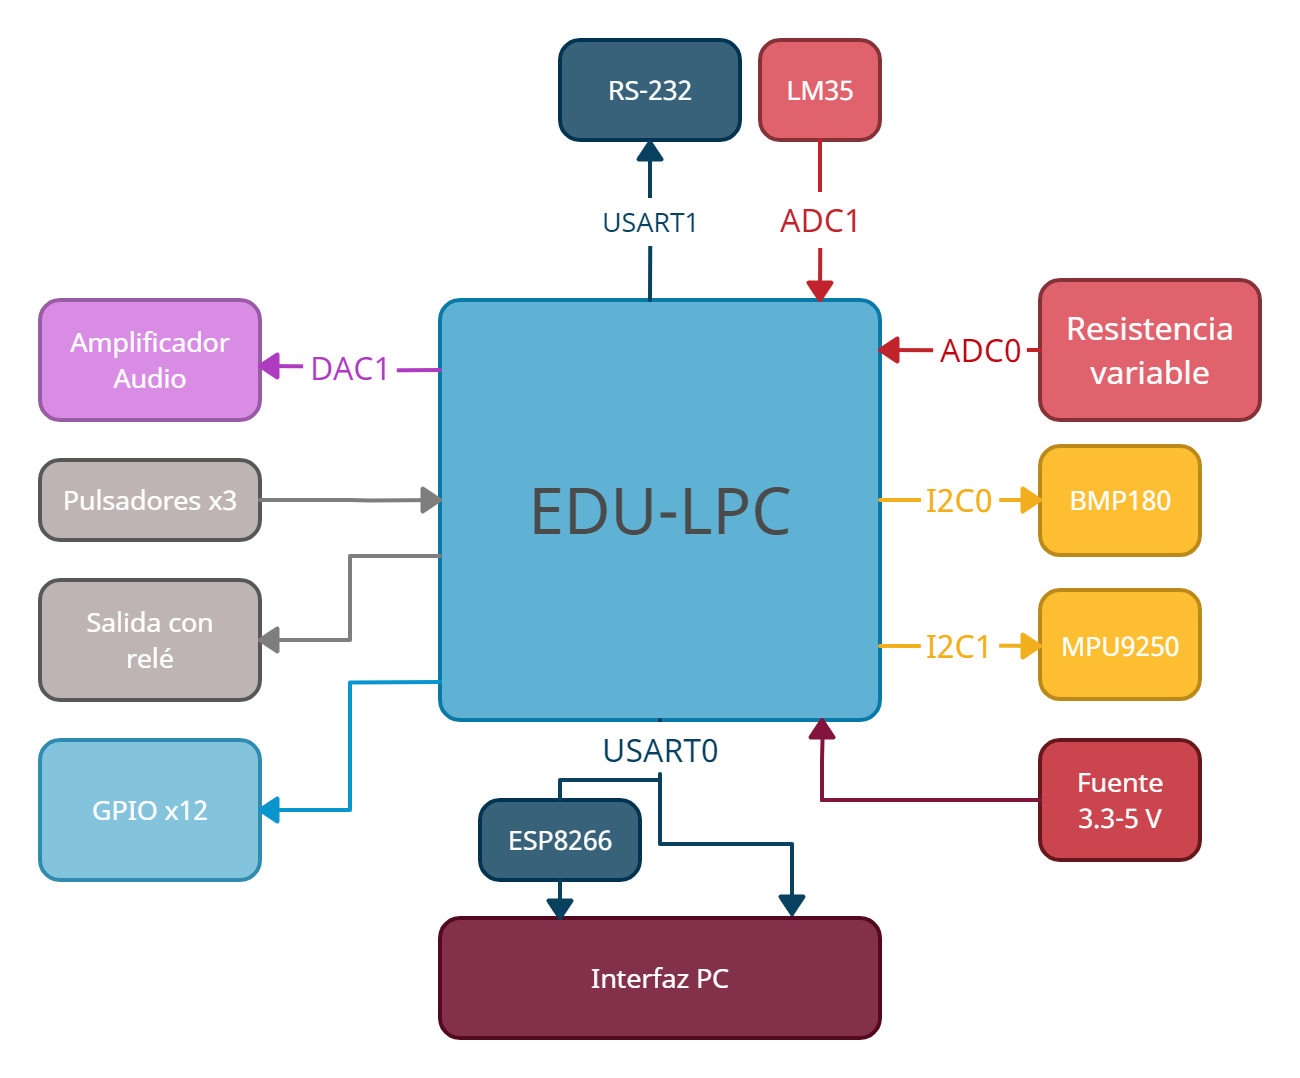 RS-232
LM35
USART1
ADC1
Amplificador
Audio
DAC1
ADC0
Resistencia
variable
Pulsadores x3
EDU-LPC
I2C0
BMP180
Salida con
relé
I2C1
MPU9250
USART0
GPIO x12
ESP8266
Fuente
3.3-5 V
Interfaz PC